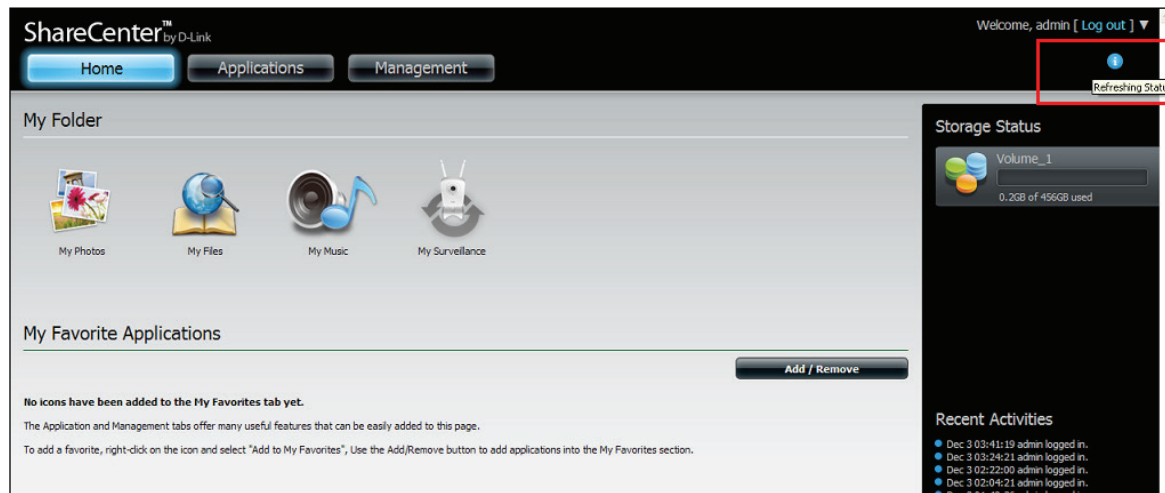 ShareCenter™ by D-Link
Welcome, admin [ Log out ] ▼
Home Applications Management
Refreshing
My Folder
Storage Status
Volume_1
0.2GB of 456GB used
My Photos My Files My Music My Surveillance
My Favorite Applications
Add / Remove
No icons have been added to the My Favorites tab yet.
The Application and Management tabs offer many useful features that can be easily added to this page.
To add a favorite, right-click on the icon and select "Add to My Favorites", Use the Add/Remove button to add applications into the My Favorites section.
Recent Activities
Dec 3 03:41:19 admin logged in.
Dec 3 03:24:21 admin logged in.
Dec 3 02:22:00 admin logged in.
Dec 3 02:04:21 admin logged in.